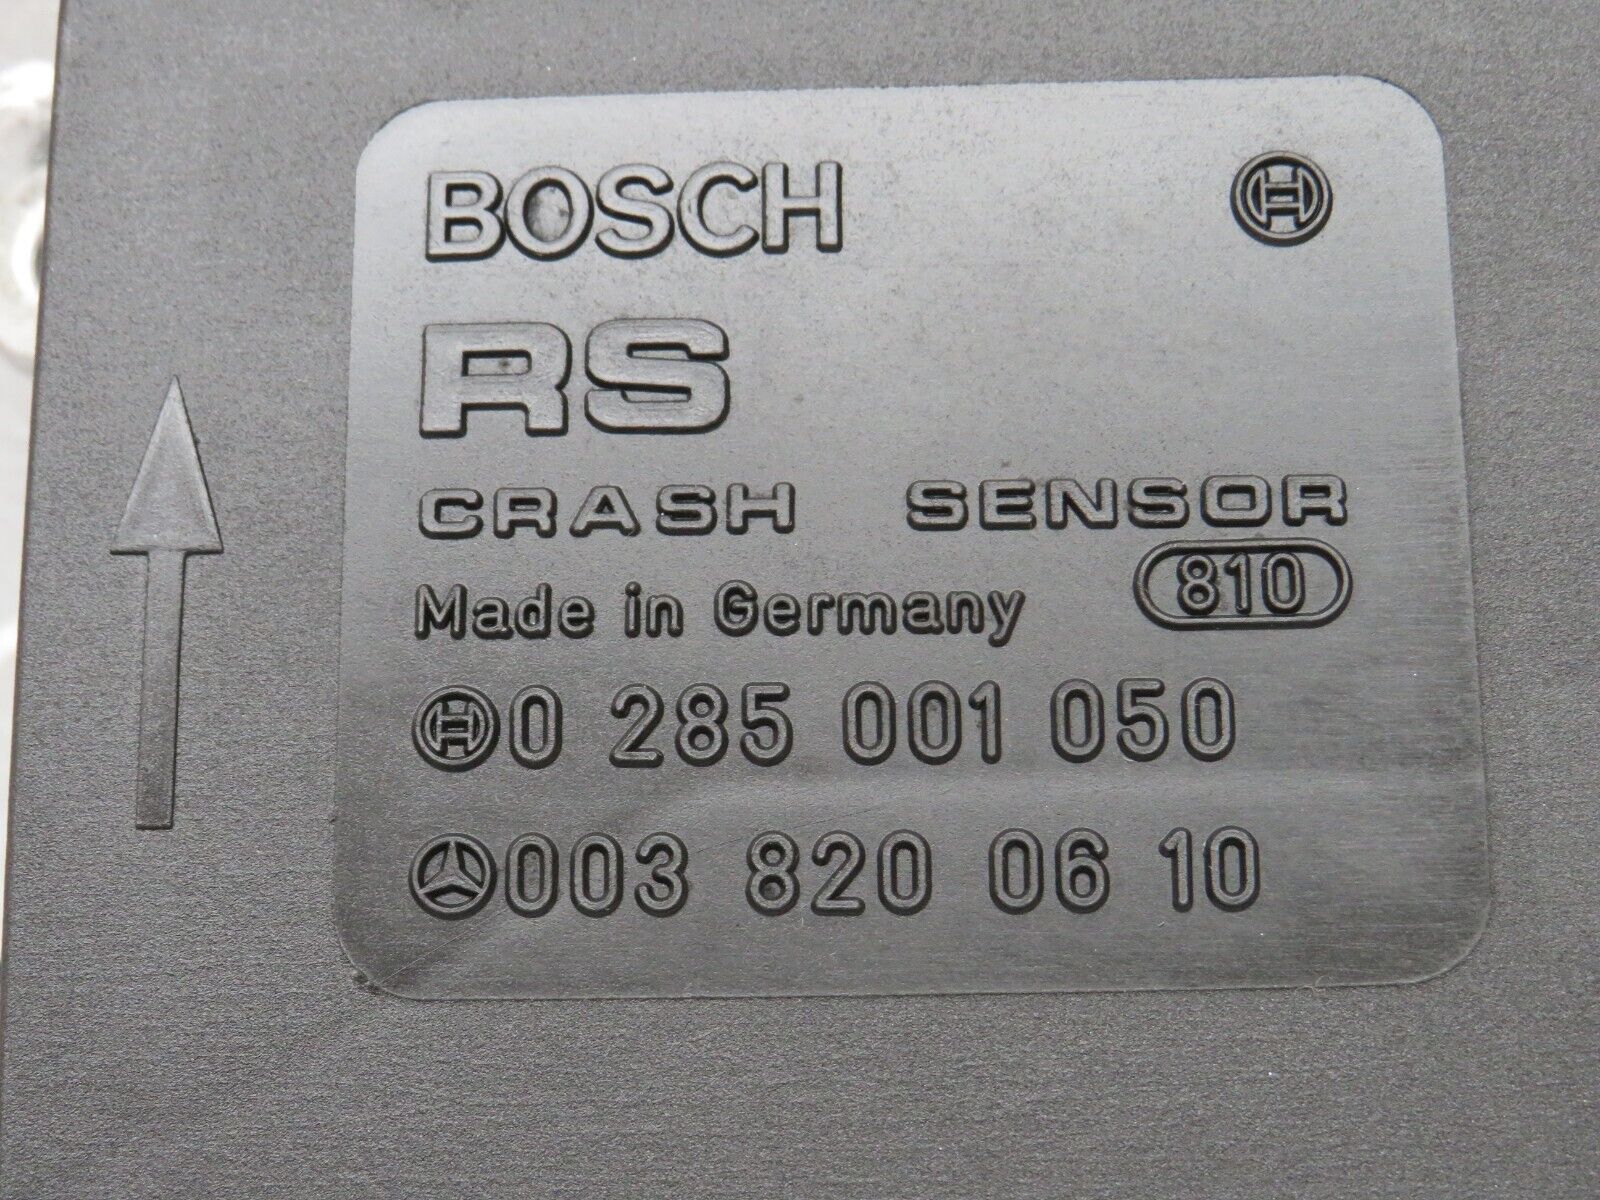 BOSCH
RS
CRASH SENSOR
Made in Germany 810
0 285 001 050
003 820 06 10